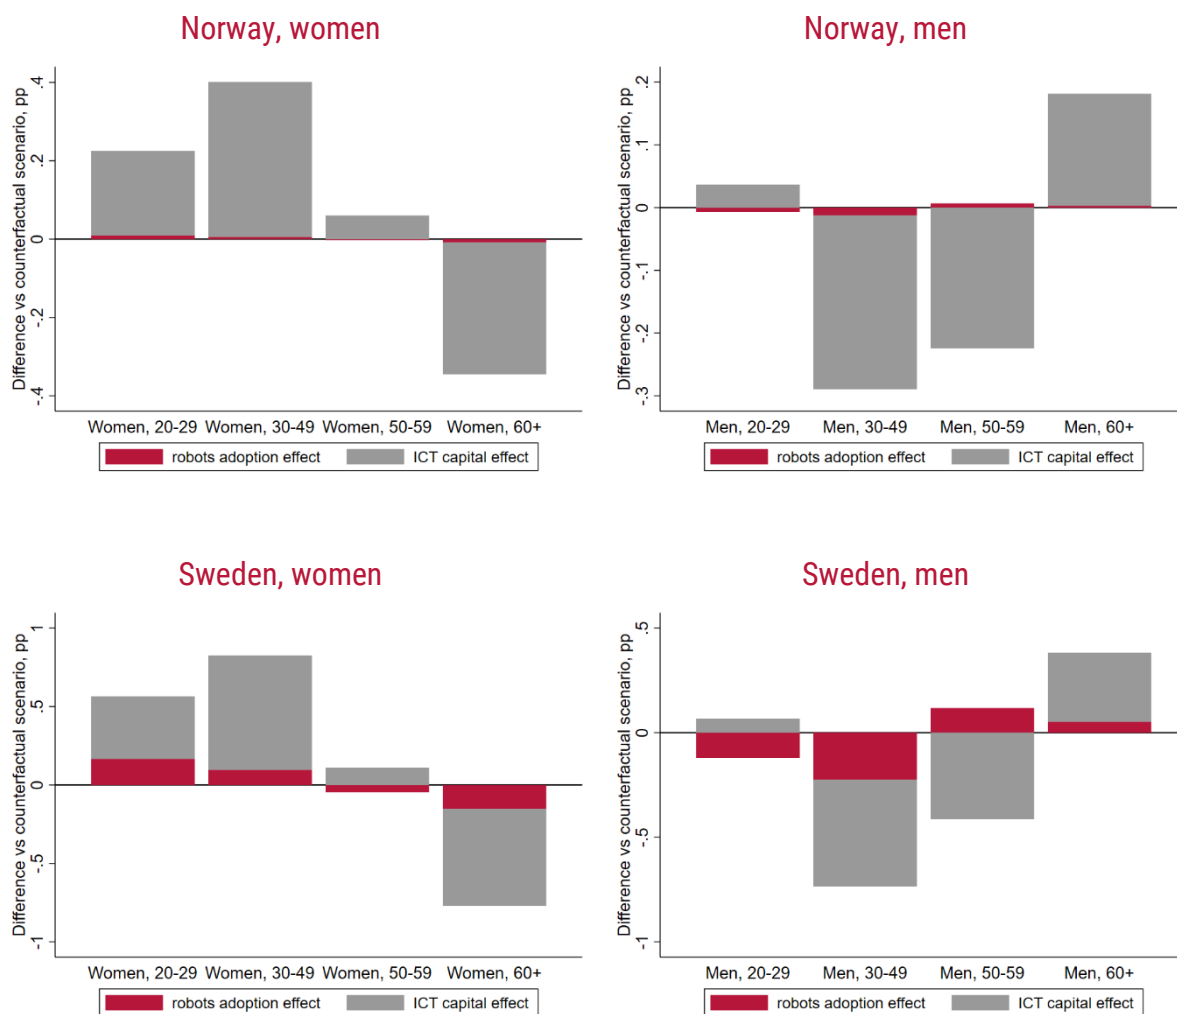 Norway, women
Difference vs counterfactual scenario, pp
.4
.2
0
-.2
-.4
Women, 20-29 Women, 30-49 Women, 50-59 Women, 60+
robots adoption effect ICT capital effect
Norway, men
Difference vs counterfactual scenario, pp
.2
.1
0
-.1
-.2
-.3
Men, 20-29 Men, 30-49 Men, 50-59 Men, 60+
robots adoption effect ICT capital effect
Sweden, women
Difference vs counterfactual scenario, pp
1
.5
0
-.5
-1
Women, 20-29 Women, 30-49 Women, 50-59 Women, 60+
robots adoption effect ICT capital effect
Sweden, men
Difference vs counterfactual scenario, pp
.5
0
-.5
-1
Men, 20-29 Men, 30-49 Men, 50-59 Men, 60+
robots adoption effect ICT capital effect